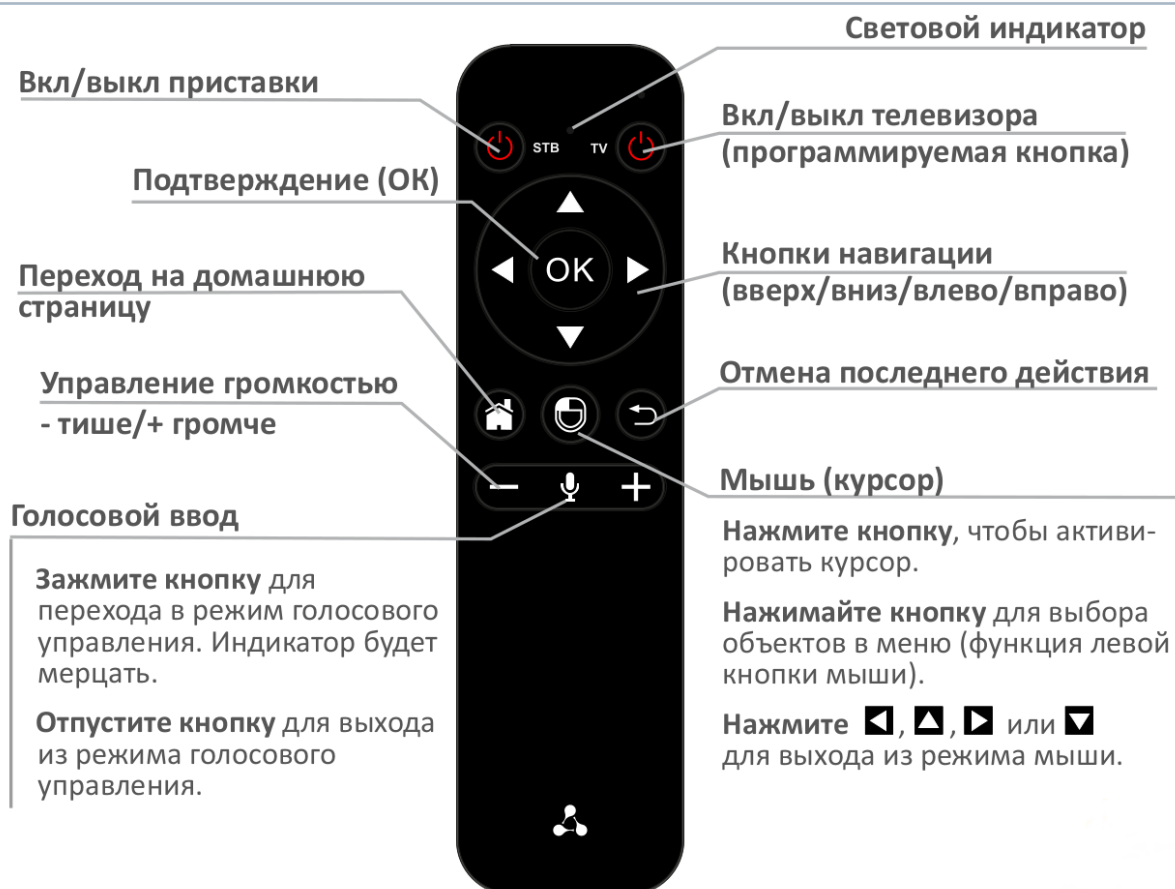 Световой индикатор
Вкл/выкл приставки
Вкл/выкл телевизора
(программируемая кнопка)
STB
TV
Подтверждение (ОК)
OK
Кнопки навигации
(вверх/вниз/влево/вправо)
Переход на домашнюю
страницу
Отмена последнего действия
Управление громкостью
- тише/+ громче
Мышь (курсор)
Нажмите кнопку, чтобы активи-
ровать курсор.
Нажимайте кнопку для выбора
объектов в меню (функция левой
кнопки мыши).
Нажмите ◀, ▲, ▶ или ▼
для выхода из режима мыши.
Голосовой ввод
Зажмите кнопку для
перехода в режим голосового
управления. Индикатор будет
мерцать.
Отпустите кнопку для выхода
из режима голосового
управления.